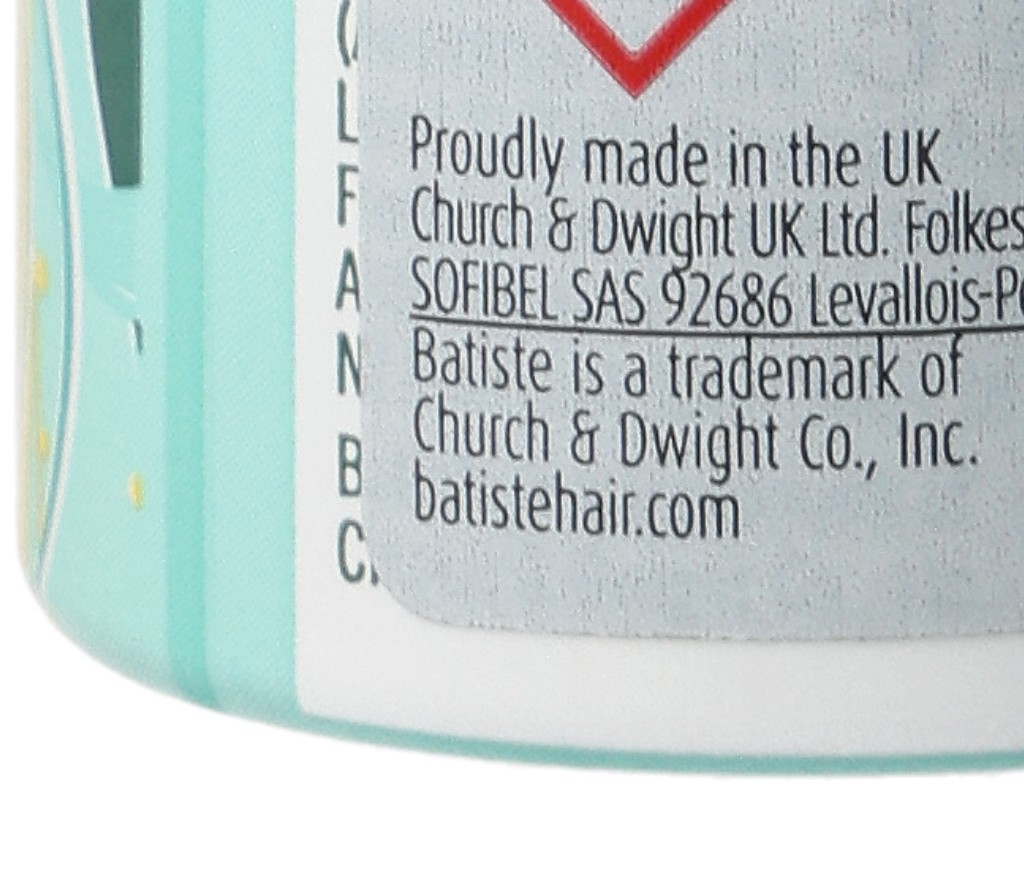 L
F
A
N
B
C.
Proudly made in the UK
Church & Dwight UK Ltd. Folkes
SOFIBEL SAS 92686 Levallois-P
Batiste is a trademark of
Church & Dwight Co., Inc.
batistehair.com